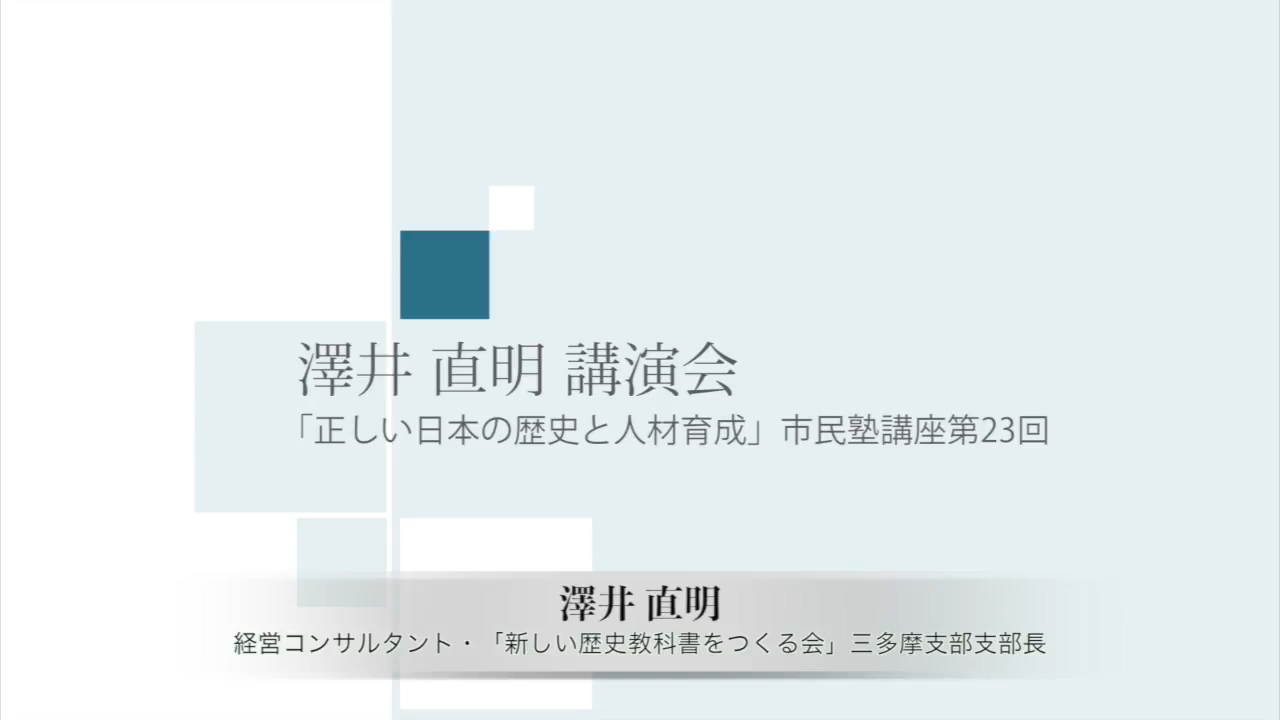 澤井 直明 講演会
「正しい日本の歴史と人材育成」市民塾講座第23回
澤井 直明
経営コンサルタント・「新しい歴史教科書をつくる会」三多摩支部支部長